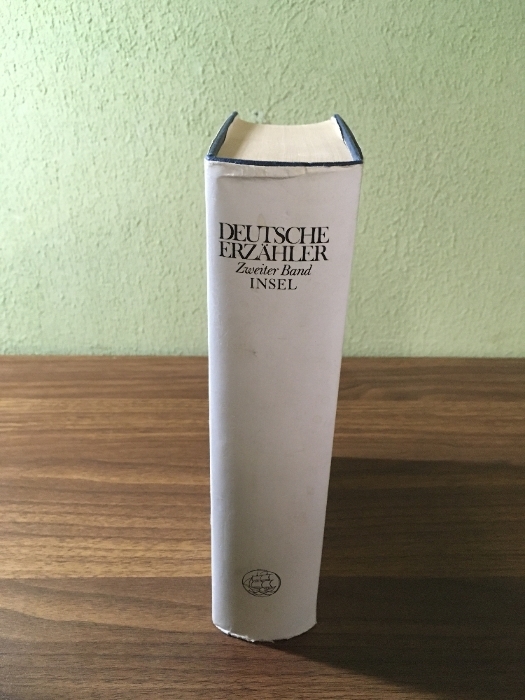 DEUTSCHE
ERZÄHLER
Zweiter Band
INSEL